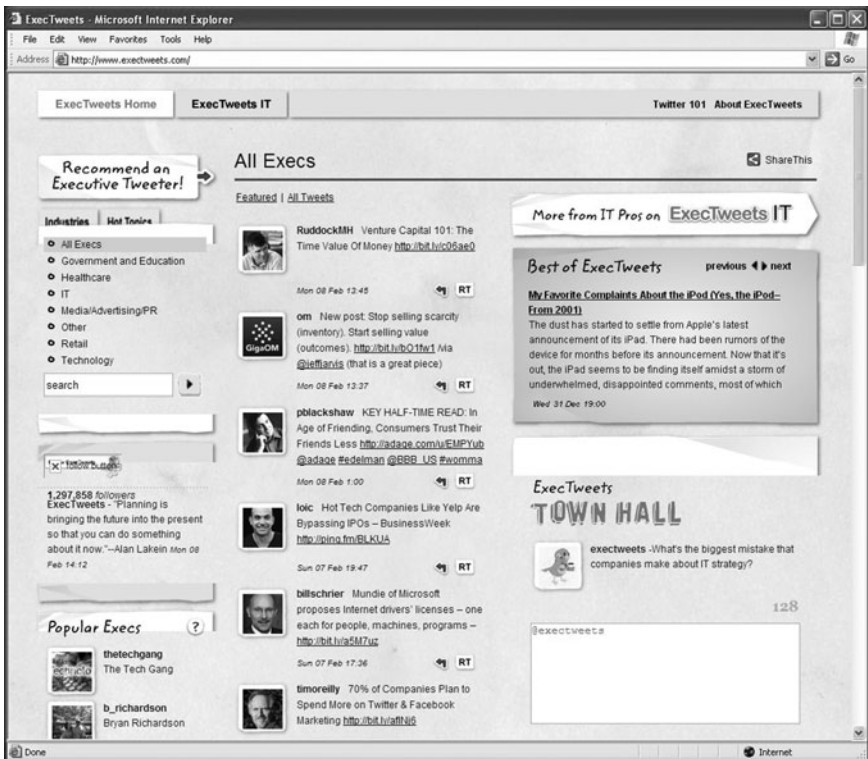 ExecTweets - Microsoft Internet Explorer
File Edit View Favorites Tools Help
Address http://www.exectweets.com/ Go
ExecTweets Home ExecTweets IT Twitter 101 About ExecTweets
Recommend an
Executive Tweeter!
Industries Hot Topics
All Execs
Government and Education
Healthcare
IT
Media/Advertising/PR
Other
Retail
Technology
search
follow button
1,297,858 followers
ExecTweets - "Planning is
bringing the future into the present
so that you can do something
about it now."--Alan Lakein Mon 08
Feb 14:12
Popular Execs ?
thetechgang
The Tech Gang
b_richardson
Bryan Richardson
All Execs
ShareThis
Featured | All Tweets
RuddockMH Venture Capital 101: The
Time Value Of Money http://bit.ly/c06ae0
Mon 08 Feb 13:45 RT
GigaOM
om New post: Stop selling scarcity
(inventory). Start selling value
(outcomes). http://bit.ly/bO1fw1 /via
@jeffjarvis (that is a great piece)
Mon 08 Feb 13:37 RT
pblackshaw KEY HALF-TIME READ: In
Age of Friending, Consumers Trust Their
Friends Less http://adage.com/u/EMPYub
@adage #edelman @BBB_US #womma
Mon 08 Feb 1:00 RT
loic Hot Tech Companies Like Yelp Are
Bypassing IPOs – BusinessWeek
http://ping.fm/BLKUA
Sun 07 Feb 19:47 RT
billschrier Mundie of Microsoft
proposes Internet drivers' licenses – one
each for people, machines, programs –
http://bit.ly/a5M7uz
Sun 07 Feb 17:36 RT
timoreilly 70% of Companies Plan to
Spend More on Twitter & Facebook
Marketing http://bit.ly/aflNj6
More from IT Pros on ExecTweets IT
Best of ExecTweets previous next
My Favorite Complaints About the iPod (Yes, the iPod--
From 2001)
The dust has started to settle from Apple's latest
announcement of its iPad. There had been rumors of the
device for months before its announcement. Now that it's
out, the iPad seems to be finding itself amidst a storm of
underwhelmed, disappointed comments, most of which
Wed 31 Dec 19:00
ExecTweets
TOWN HALL
exectweets -What's the biggest mistake that
companies make about IT strategy?
128
@exectweets
Done Internet